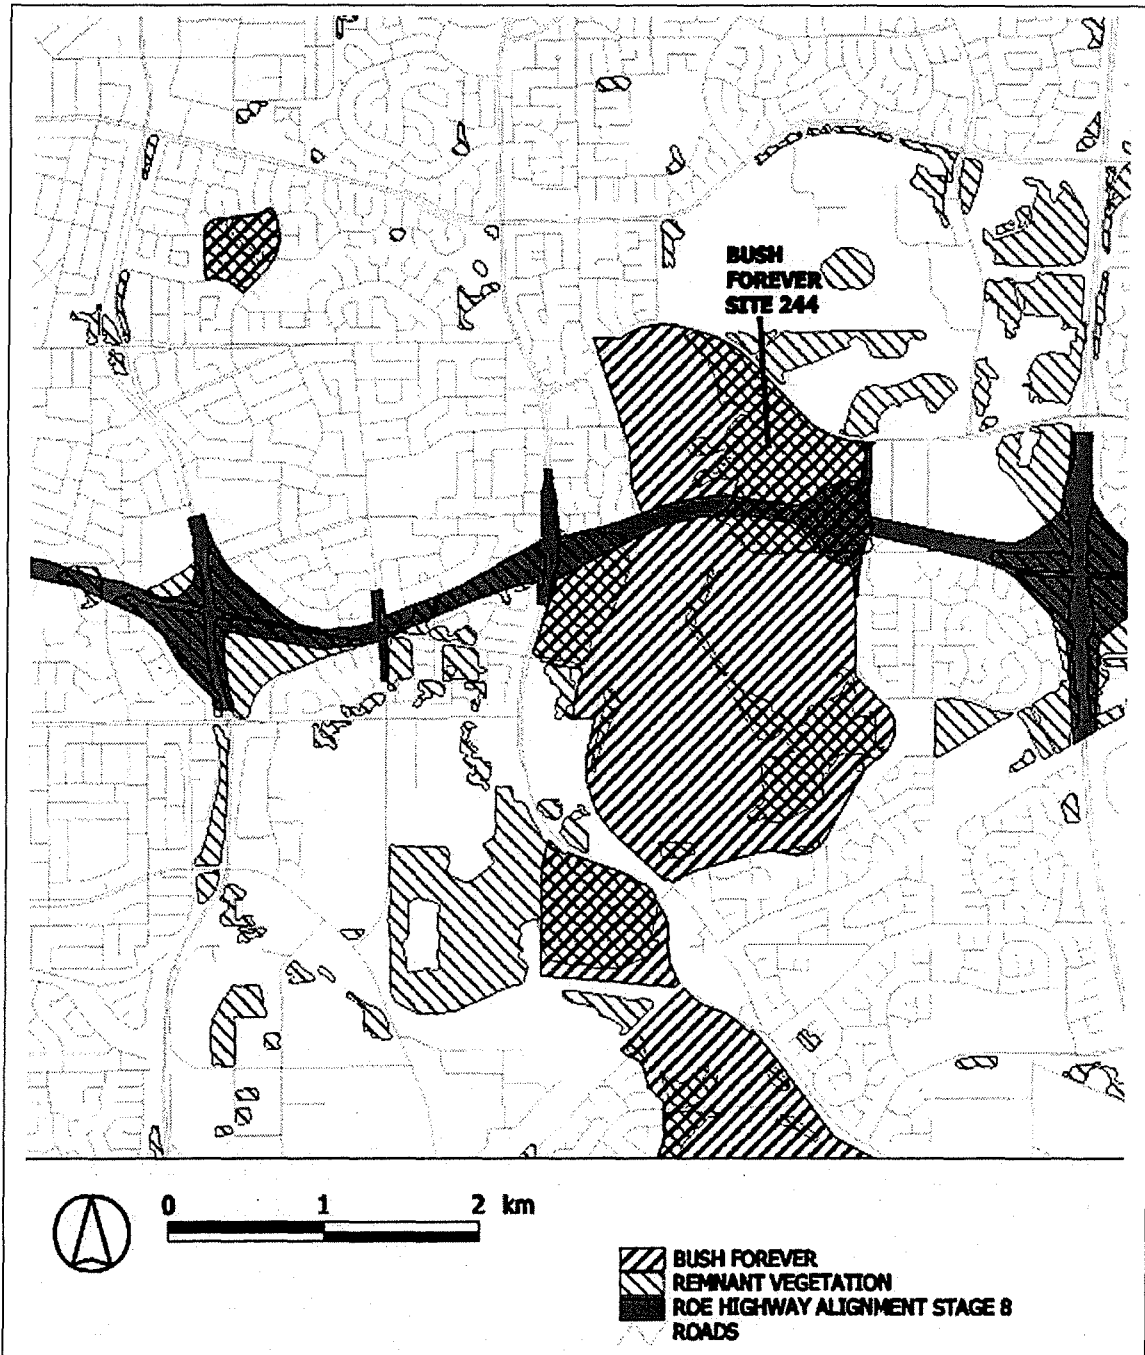 BUSH
FOREVER
SITE 244
0 1 2 km
BUSH FOREVER
REMNANT VEGETATION
ROE HIGHWAY ALIGNMENT STAGE 8
ROADS